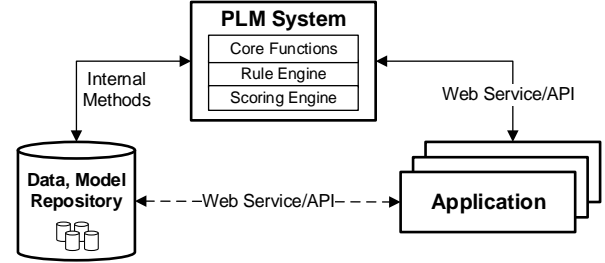 PLM System
Core Functions
Rule Engine
Scoring Engine
Internal
Methods
Web Service/API
Data, Model
Repository
Web Service/API
Application